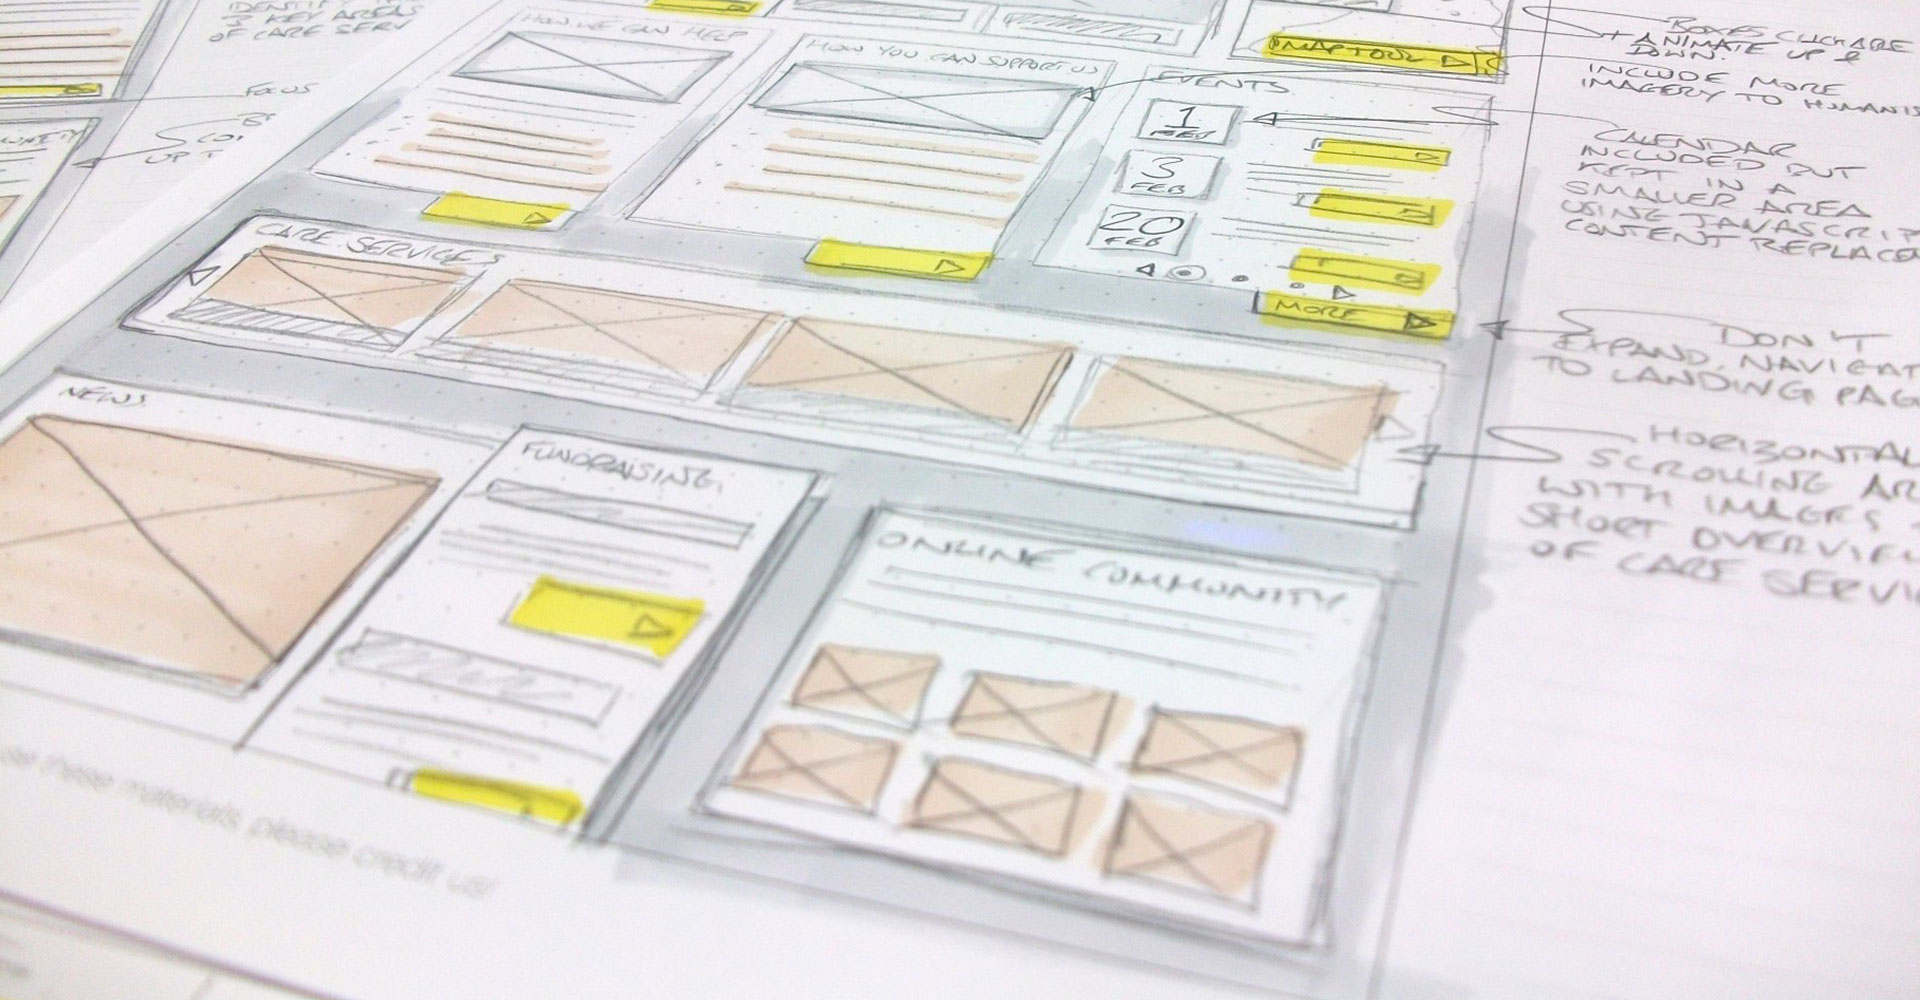 IDENTIFY
3 KEY AREAS
OF CARE SERV
FOCUS
UP T
HOW WE CAN HELP
HOW YOU CAN SUPPORT US
MAP TOOL
EVENTS
1
FEB
3
FEB
20
FEB
MORE
CARE SERVICES
NEWS
FUNDRAISING
ONLINE COMMUNITY
BOXES CLICKABLE
+ ANIMATE UP &
DOWN.
INCLUDE MORE
IMAGERY TO HUMANIS
CALENDAR
INCLUDED BUT
KEPT IN A
SMALLER AREA
USING JAVASCRIP
CONTENT REPLACE
DON'T
EXPAND. NAVIGAT
TO LANDING PAG
HORIZONTAL
SCROLLING AR
WITH IMAGES +
SHORT OVERVIEW
OF CARE SERVI
se these materials, please credit us!